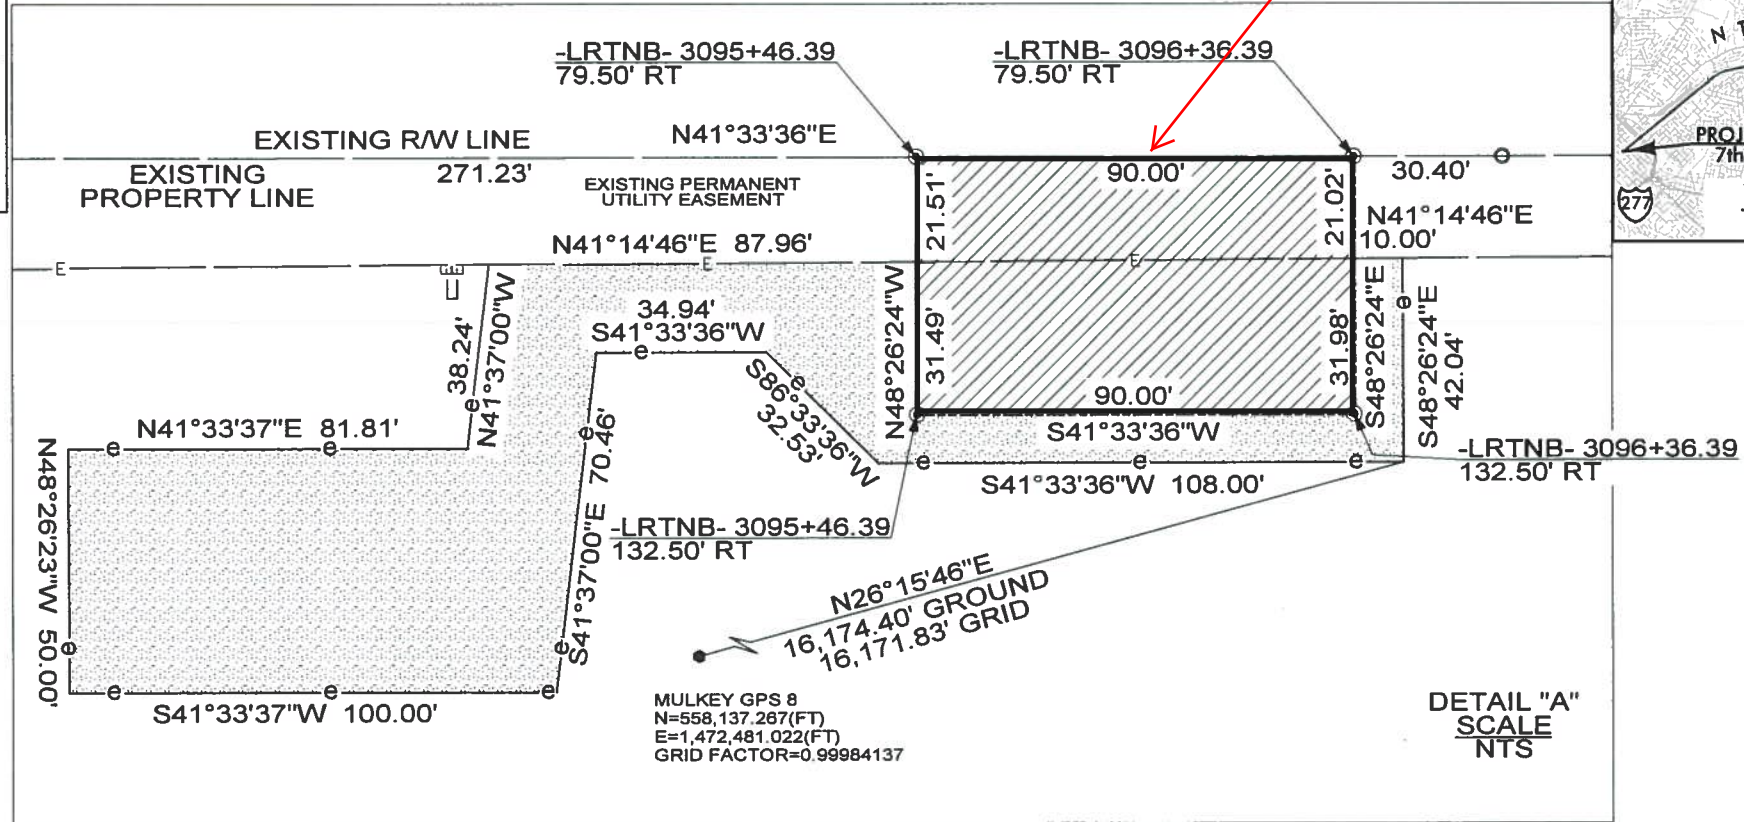 -LRTNB- 3095+46.39
79.50' RT
-LRTNB- 3096+36.39
79.50' RT
EXISTING R/W LINE
N41°33'36"E
EXISTING
PROPERTY LINE
271.23'
EXISTING PERMANENT
UTILITY EASEMENT
90.00'
30.40'
21.51'
21.02'
N41°14'46"E
10.00'
N41°14'46"E 87.96'
E
E
E
E
38.24'
N41°37'00"W
34.94'
S41°33'36"W
e
S86°33'36"W
32.53'
e
N48°26'24"W
31.49'
31.98'
S48°26'24"E
e
S48°26'24"E
42.04'
90.00'
S41°33'36"W
N41°33'37"E 81.81'
e
e
e
e
S41°37'00"E 70.46'
e
e
e
e
S41°33'36"W 108.00'
-LRTNB- 3096+36.39
132.50' RT
-LRTNB- 3095+46.39
132.50' RT
N48°26'23"W 50.00'
e
e
e
e
S41°33'37"W 100.00'
N26°15'46"E
16,174.40' GROUND
16,171.83' GRID
MULKEY GPS 8
N=558,137.267(FT)
E=1,472,481.022(FT)
GRID FACTOR=0.99984137
DETAIL "A"
SCALE
NTS
N
PROJ
7th
277